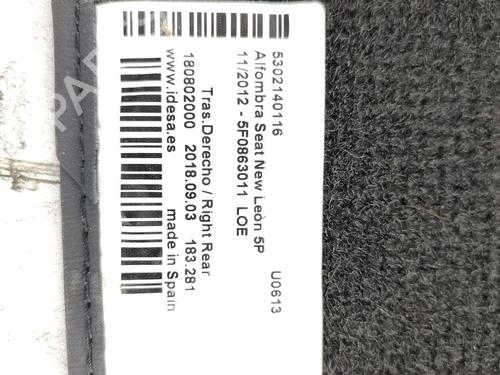 5302140116 U0613
Alfombra Seat New León 5P
11/2012 - 5F0863011 LOE
Tras.Derecho / Right Rear
180802000 2018.09.03 183.281
www.idesa.es made in Spain